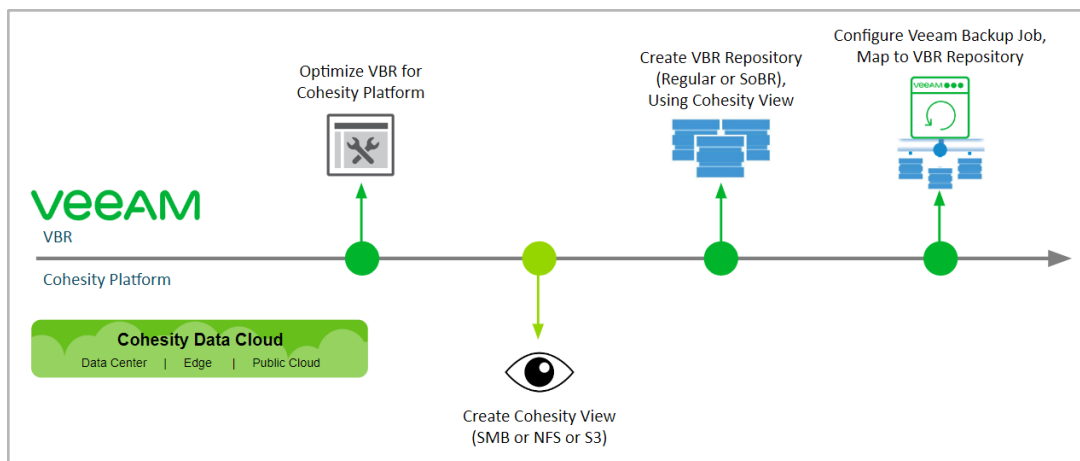 Optimize VBR for
Cohesity Platform
Create VBR Repository
(Regular or SoBR),
Using Cohesity View
Configure Veeam Backup Job,
Map to VBR Repository
VEEAM
VEEAM
VBR
Cohesity Platform
Cohesity Data Cloud
Data Center | Edge | Public Cloud
Create Cohesity View
(SMB or NFS or S3)